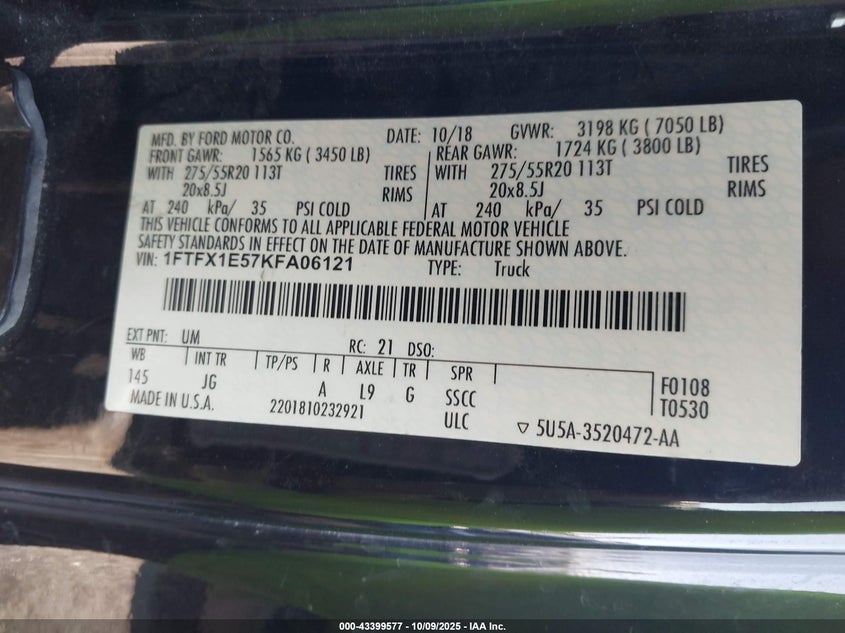 MFD. BY FORD MOTOR CO. DATE: 10/18 GVWR: 3198 KG ( 7050 LB)
FRONT GAWR: 1565 KG ( 3450 LB) REAR GAWR: 1724 KG ( 3800 LB)
WITH 275/55R20 113T TIRES WITH 275/55R20 113T TIRES
20x8.5J RIMS 20x8.5J RIMS
AT 240 kPa/ 35 PSI COLD AT 240 kPa/ 35 PSI COLD
THIS VEHICLE CONFORMS TO ALL APPLICABLE FEDERAL MOTOR VEHICLE
SAFETY STANDARDS IN EFFECT ON THE DATE OF MANUFACTURE SHOWN ABOVE.
VIN: 1FTFX1E57KFA06121 TYPE: Truck
EXT PNT: UM RC: 21 DSO:
WB INT TR TP/PS R AXLE TR SPR
145 JG A L9 G SSCC F0108
MADE IN U.S.A. 2201810232921 ULC T0530
▽ 5U5A-3520472-AA
000-43399577 - 10/09/2025 - IAA Inc.